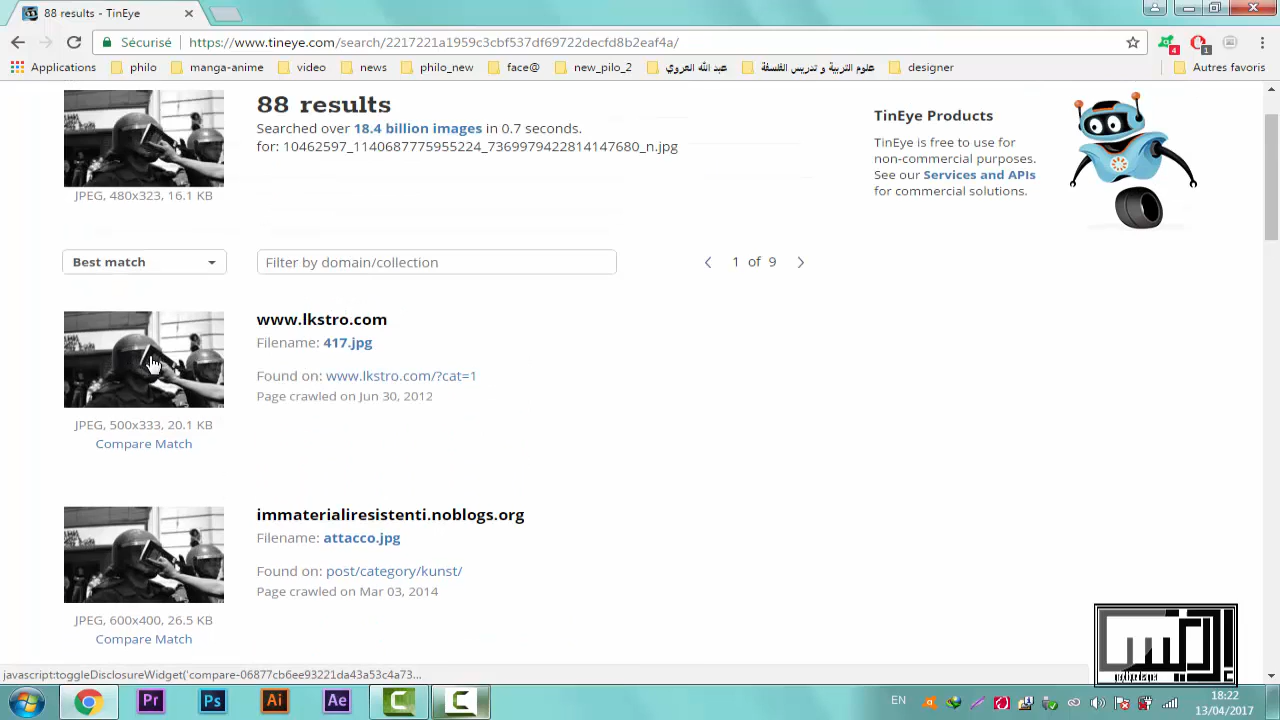 88 results - TinEye
Sécurisé
https://www.tineye.com/search/2217221a1959c3cbf537df69722decfd8b2eaf4a/
4
1
Applications
philo
manga-anime
video
news
philo_new
face@
new_pilo_2
عبد الله العروي
علوم التربية و تدريس الفلسفة
designer
Autres favoris
88 results
Searched over 18.4 billion images in 0.7 seconds.
for: 10462597_1140687775955224_7369979422814147680_n.jpg
JPEG, 480x323, 16.1 KB
TinEye Products
TinEye is free to use for
non-commercial purposes.
See our Services and APIs
for commercial solutions.
Best match
Filter by domain/collection
1 of 9
www.lkstro.com
Filename: 417.jpg
Found on: www.lkstro.com/?cat=1
Page crawled on Jun 30, 2012
JPEG, 500x333, 20.1 KB
Compare Match
immaterialiresistenti.noblogs.org
Filename: attacco.jpg
Found on: post/category/kunst/
Page crawled on Mar 03, 2014
JPEG, 600x400, 26.5 KB
Compare Match
javascript:toggleDisclosureWidget('compare-06877cb6ee93221da43a53c4a73...
Pr
Ps
Ai
Ae
EN
18:22
13/04/2017